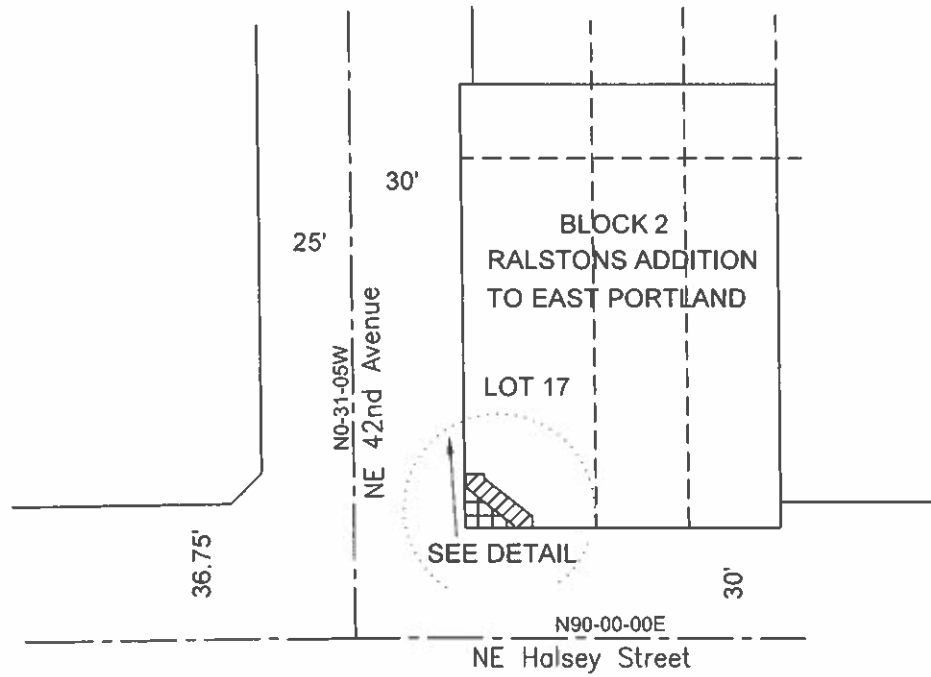 30'
25'
BLOCK 2
RALSTONS ADDITION
TO EAST PORTLAND
N0-31-05W
NE 42nd Avenue
LOT 17
SEE DETAIL
36.75'
30'
N90-00-00E
NE Halsey Street